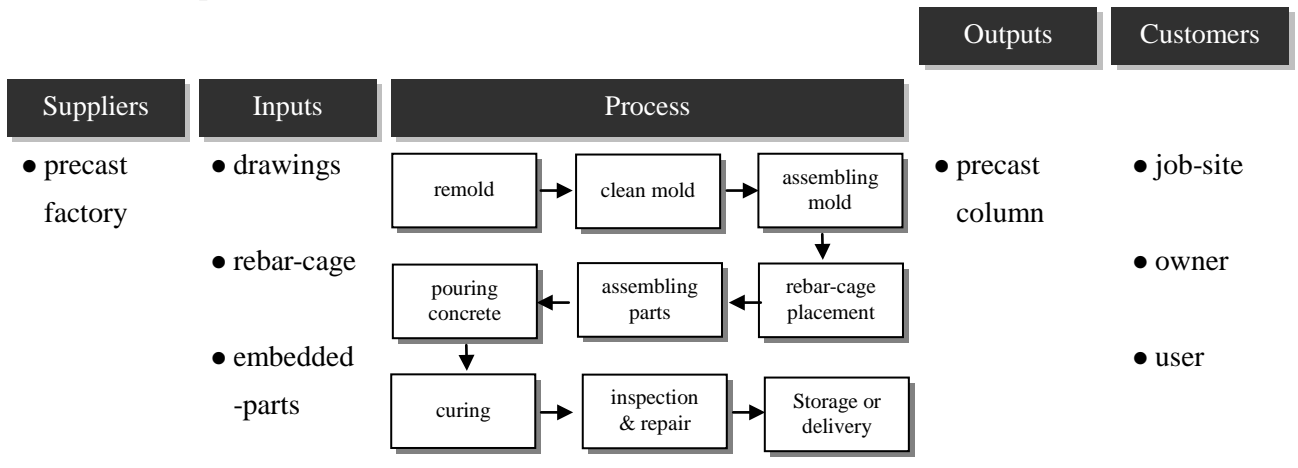 Outputs
Customers
Suppliers
Inputs
Process
● precast
factory
● drawings
● rebar-cage
● embedded
-parts
remold
clean mold
assembling
mold
rebar-cage
placement
assembling
parts
pouring
concrete
curing
inspection
& repair
Storage or
delivery
● precast
column
● job-site
● owner
● user